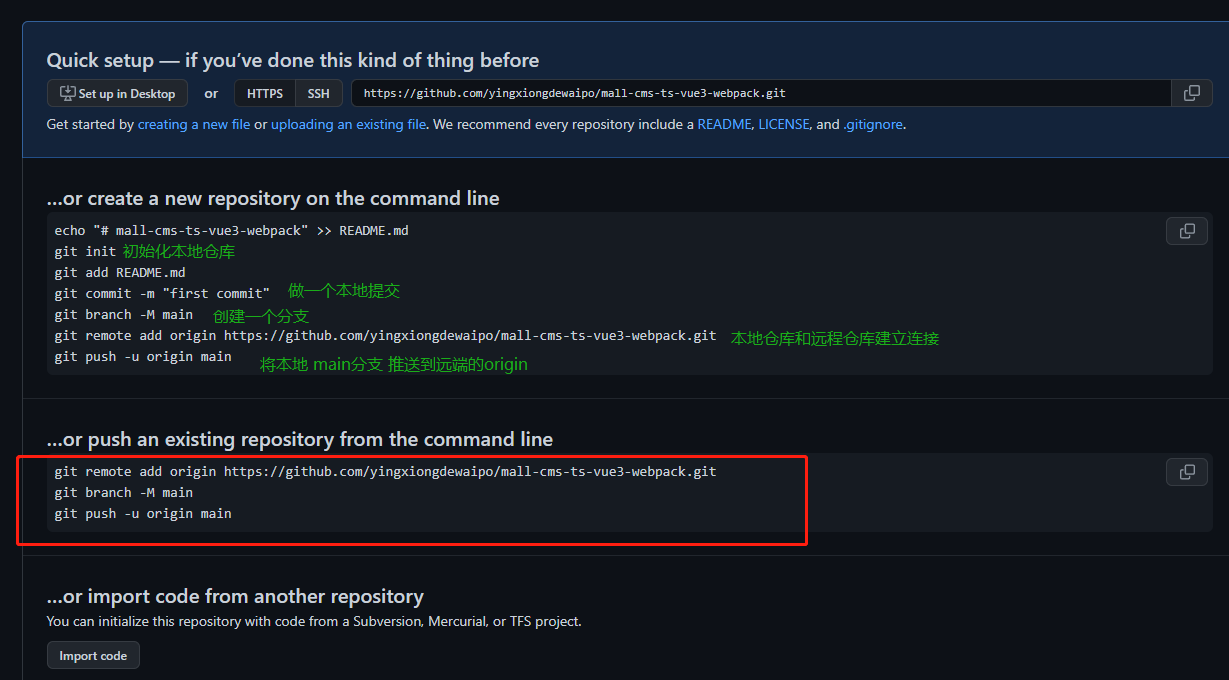 Quick setup — if you’ve done this kind of thing before
Set up in Desktop or HTTPS SSH https://github.com/yingxiongdewaipo/mall-cms-ts-vue3-webpack.git
Get started by creating a new file or uploading an existing file. We recommend every repository include a README, LICENSE, and .gitignore.
…or create a new repository on the command line
echo "# mall-cms-ts-vue3-webpack" >> README.md
git init 初始化本地仓库
git add README.md
git commit -m "first commit" 做一个本地提交
git branch -M main 创建一个分支
git remote add origin https://github.com/yingxiongdewaipo/mall-cms-ts-vue3-webpack.git 本地仓库和远程仓库建立连接
git push -u origin main 将本地 main分支 推送到远端的origin
…or push an existing repository from the command line
git remote add origin https://github.com/yingxiongdewaipo/mall-cms-ts-vue3-webpack.git
git branch -M main
git push -u origin main
…or import code from another repository
You can initialize this repository with code from a Subversion, Mercurial, or TFS project.
Import code